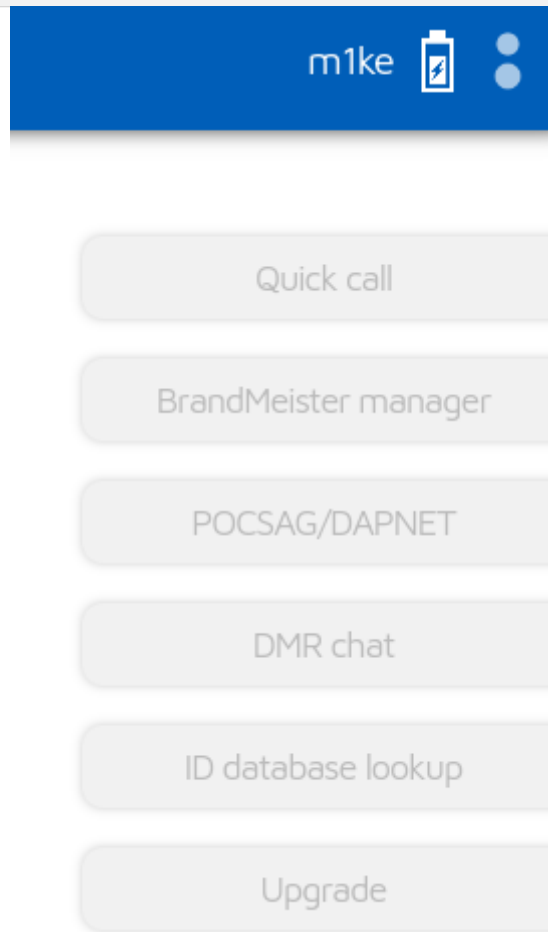 m1ke
Quick call
BrandMeister manager
POCSAG/DAPNET
DMR chat
ID database lookup
Upgrade